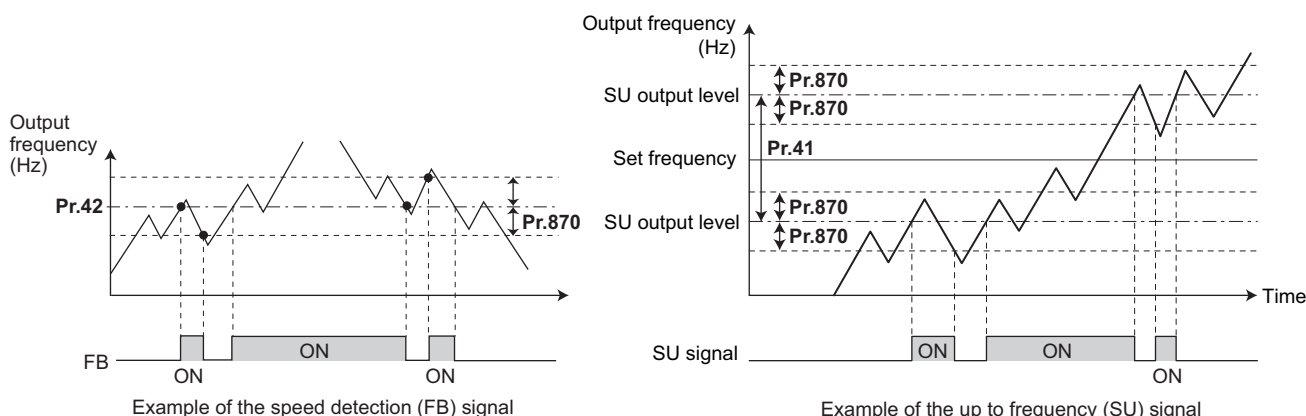 Output
frequency
(Hz)
Pr.42
Pr.870
FB
ON
ON
ON
Example of the speed detection (FB) signal
Output frequency
(Hz)
SU output level
Set frequency
SU output level
Pr.870
Pr.870
Pr.41
Pr.870
Pr.870
Time
SU signal
ON
ON
ON
Example of the up to frequency (SU) signal